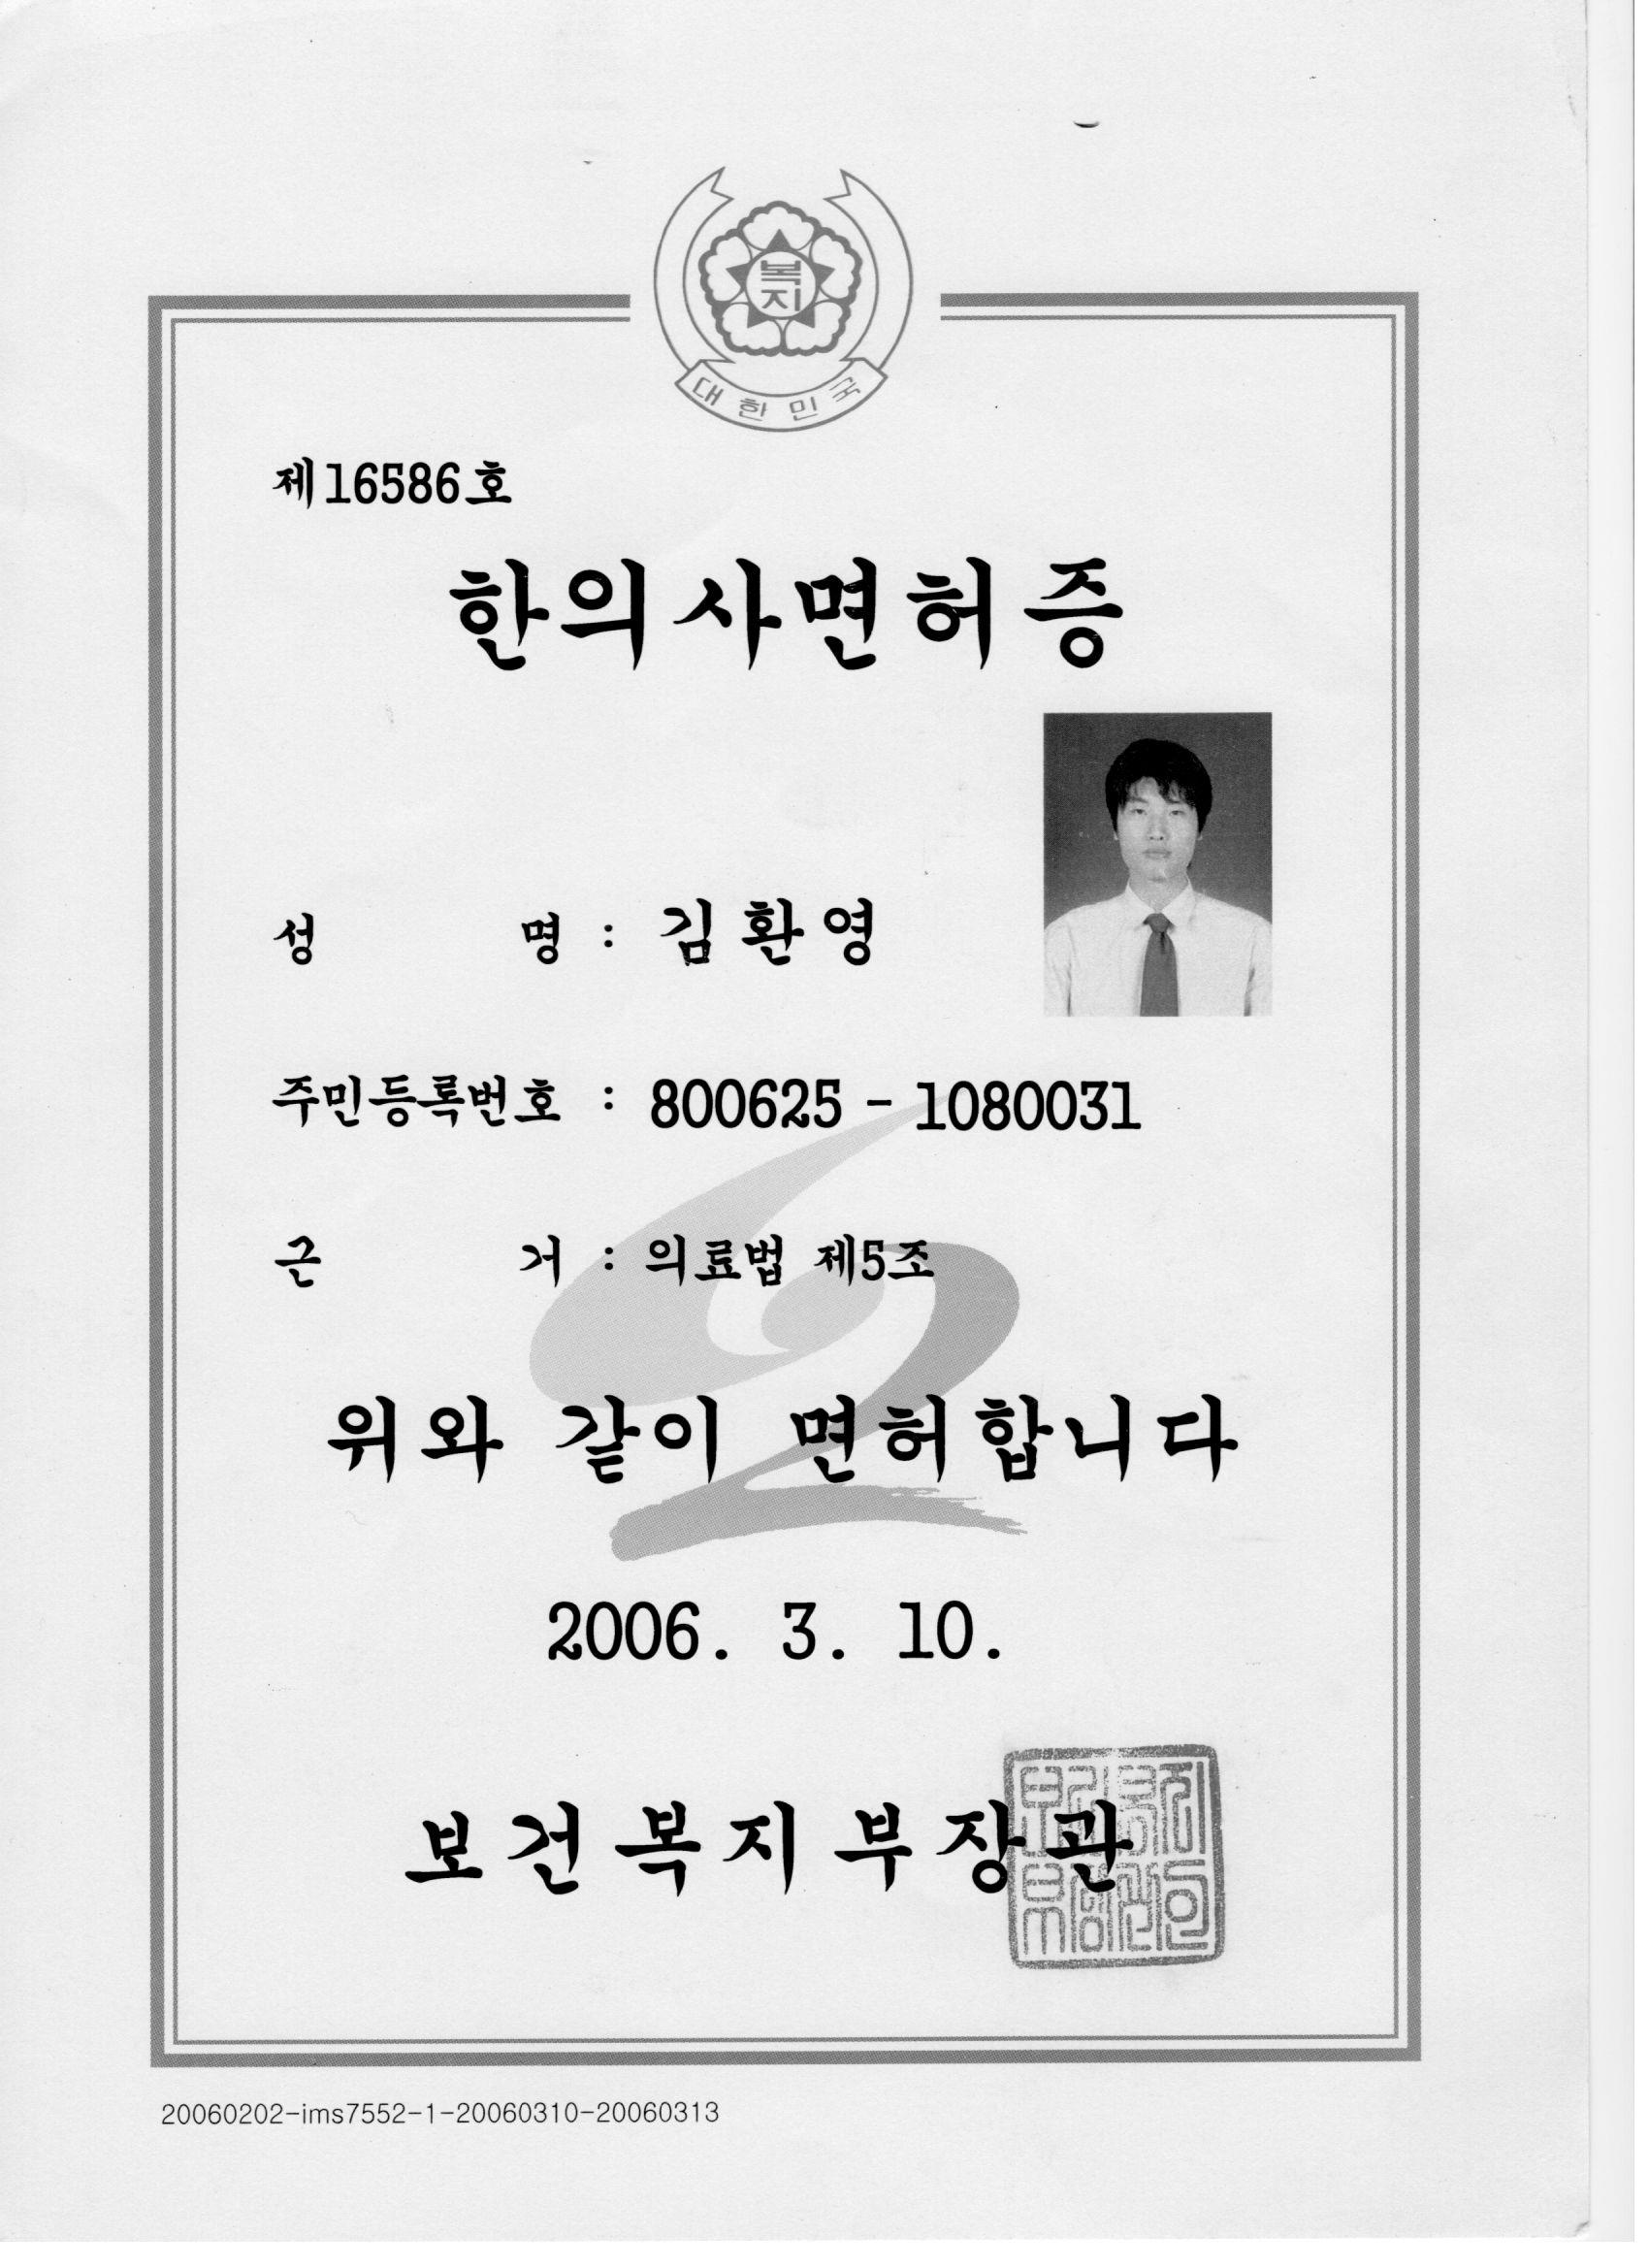 복지
대한민국
제16586호
한의사면허증
성 명 : 김환영
주민등록번호 : 800625 - 1080031
근 거 : 의료법 제5조
위와 같이 면허합니다
2006. 3. 10.
보건복지부장관
20060202-ims7552-1-20060310-20060313